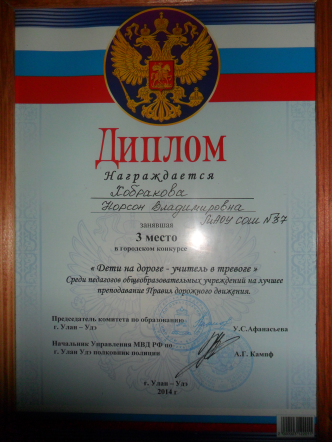 Диплом
Награждается
Хобракова
Норсон Владимировна
МАОУ СОШ №37
занявшая
3 место
в городском конкурсе
« Дети на дороге - учитель в тревоге »
Среди педагогов общеобразовательных учреждений на лучшее
преподавание Правил дорожного движения.
Председатель комитета по образованию
г. Улан - Удэ У.С.Афанасьева
Начальник Управления МВД РФ по
г. Улан Удэ полковник полиции А.Г. Кампф
г. Улан – Удэ
2014 г